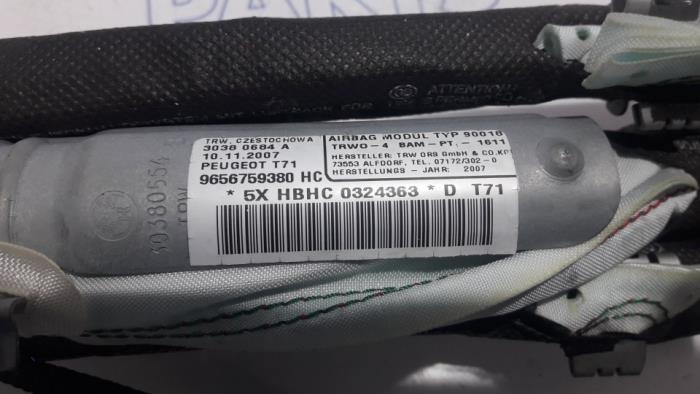 PARTS
ATTENTION!
TRW, CZESTOCHOWA
3038 0684 A
10.11.2007
PEUGEOT T71
9656759380 HC
AIRBAG MODUL TYP 90016
TRWO-4 BAM-PT. - 1611
HERSTELLER: TRW ORS GmbH & CO.KG
73553 ALFDORF, TEL. 07172/302-0
HERSTELLUNGS - JAHR: 2007
* 5X HBHC 0324363 * D T71
30380554
TRW